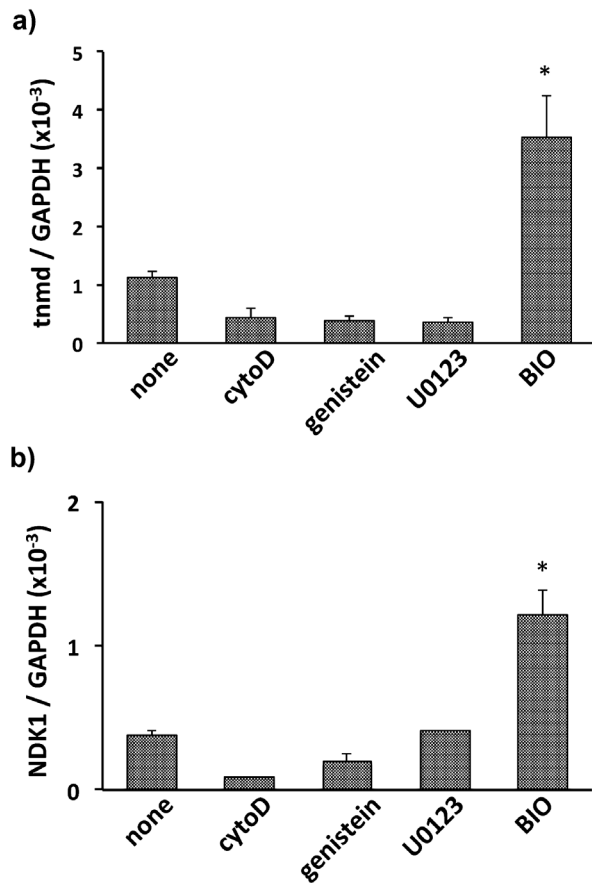 a)
tnmd / GAPDH (x10⁻³)
5
4
3
2
1
0
*
none
cytoD
genistein
U0123
BIO
b)
NDK1 / GAPDH (x10⁻³)
2
1
0
*
none
cytoD
genistein
U0123
BIO